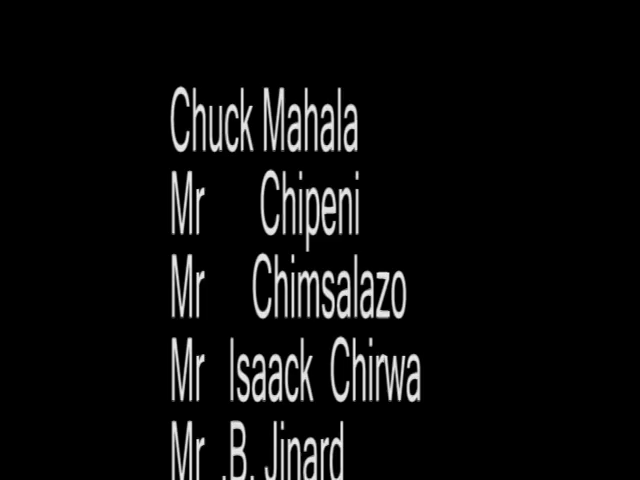 Chuck Mahala
Mr Chipeni
Mr Chimsalazo
Mr Isaack Chirwa
Mr .B. Jinard